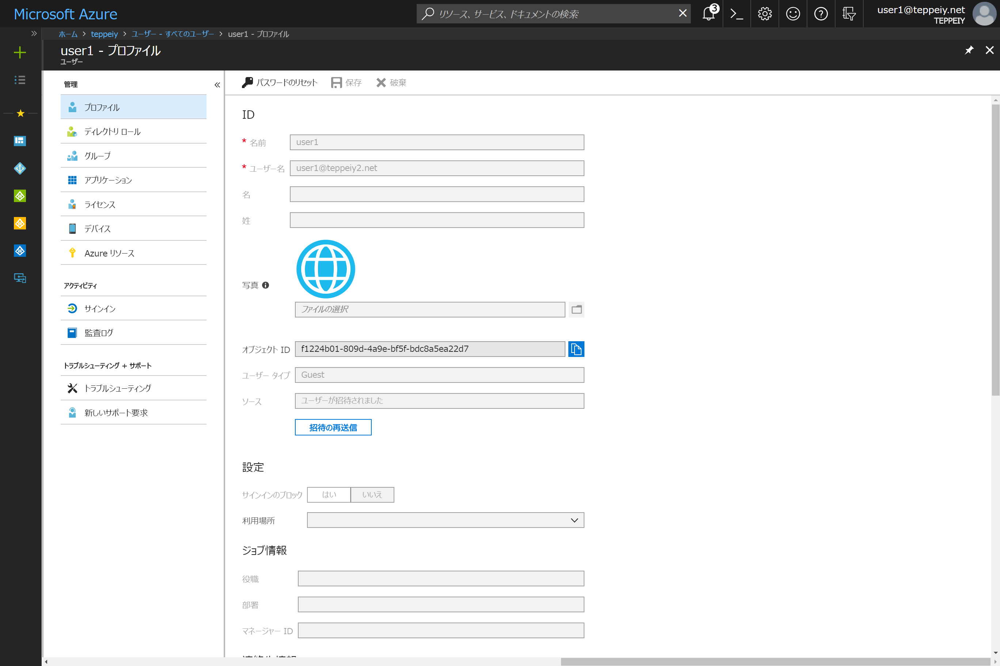 Microsoft Azure
リソース、サービス、ドキュメントの検索
3
user1@teppeiy.net
TEPPEIY
ホーム > teppeiy > ユーザー - すべてのユーザー > user1 - プロファイル
user1 - プロファイル
ユーザー
管理
プロファイル
ディレクトリ ロール
グループ
アプリケーション
ライセンス
デバイス
Azure リソース
アクティビティ
サインイン
監査ログ
トラブルシューティング + サポート
トラブルシューティング
新しいサポート要求
パスワードのリセット
保存
破棄
ID
* 名前 user1
* ユーザー名 user1@teppeiy2.net
名
姓
写真
ファイルの選択
オブジェクト ID f1224b01-809d-4a9e-bf5f-bdc8a5ea22d7
ユーザー タイプ Guest
ソース ユーザーが招待されました
招待の再送信
設定
サインインのブロック はい いいえ
利用場所
ジョブ情報
役職
部署
マネージャー ID